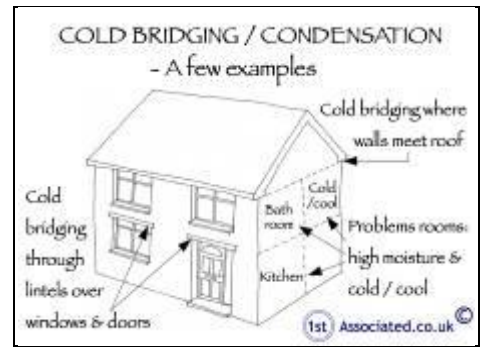 COLD BRIDGING / CONDENSATION
- A few examples
Cold bridging where
walls meet roof
Cold
bridging
through
lintels over
windows & doors
Bath
room
Cold
/cool
Kitchen
Problems rooms:
high moisture &
cold / cool
1st Associated.co.uk ©